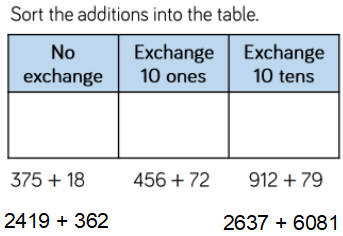 Sort the additions into the table.
No exchange
Exchange 10 ones
Exchange 10 tens
375 + 18
456 + 72
912 + 79
2419 + 362
2637 + 6081